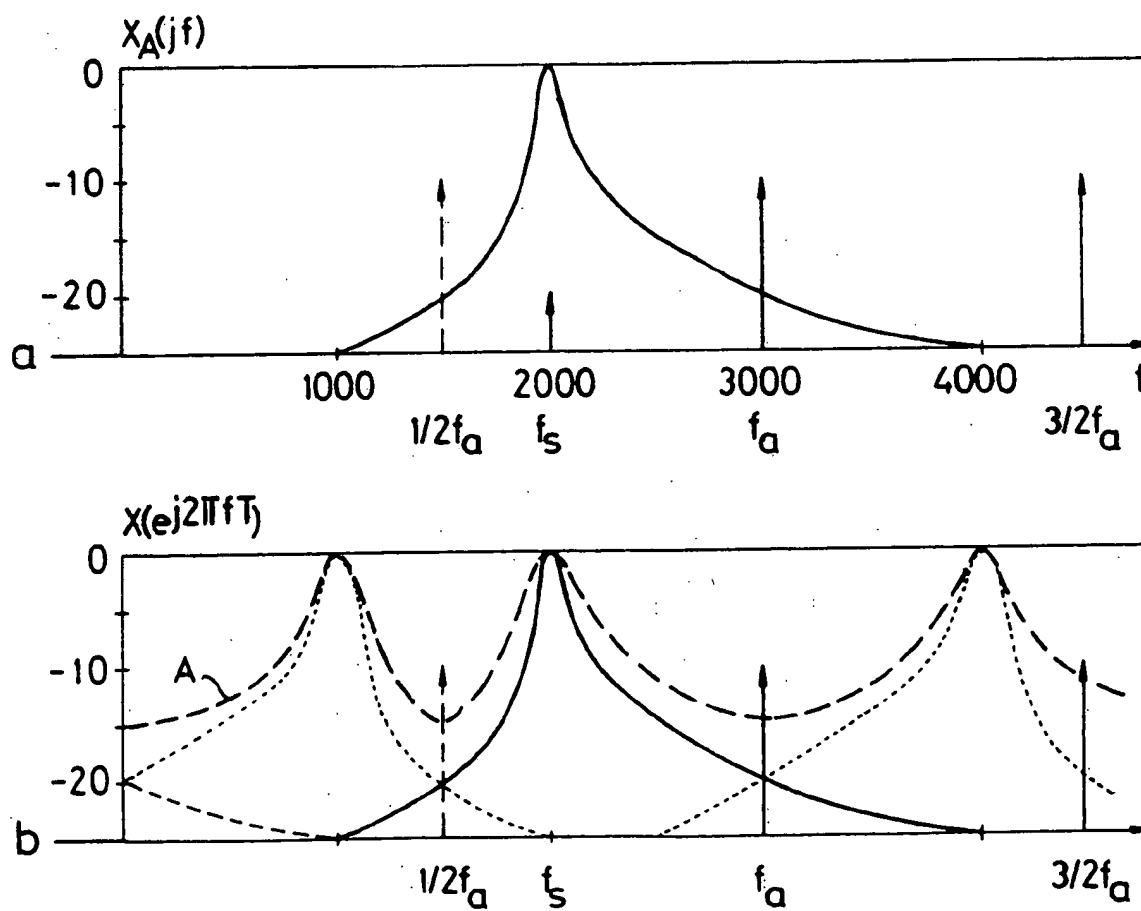 X_A(jf)
0
-10
-20
a
1000 2000 3000 4000 f
1/2f_a f_s f_a 3/2f_a
X(e^j2πfT)
0
-10
A
-20
b
1/2f_a f_s f_a 3/2f_a